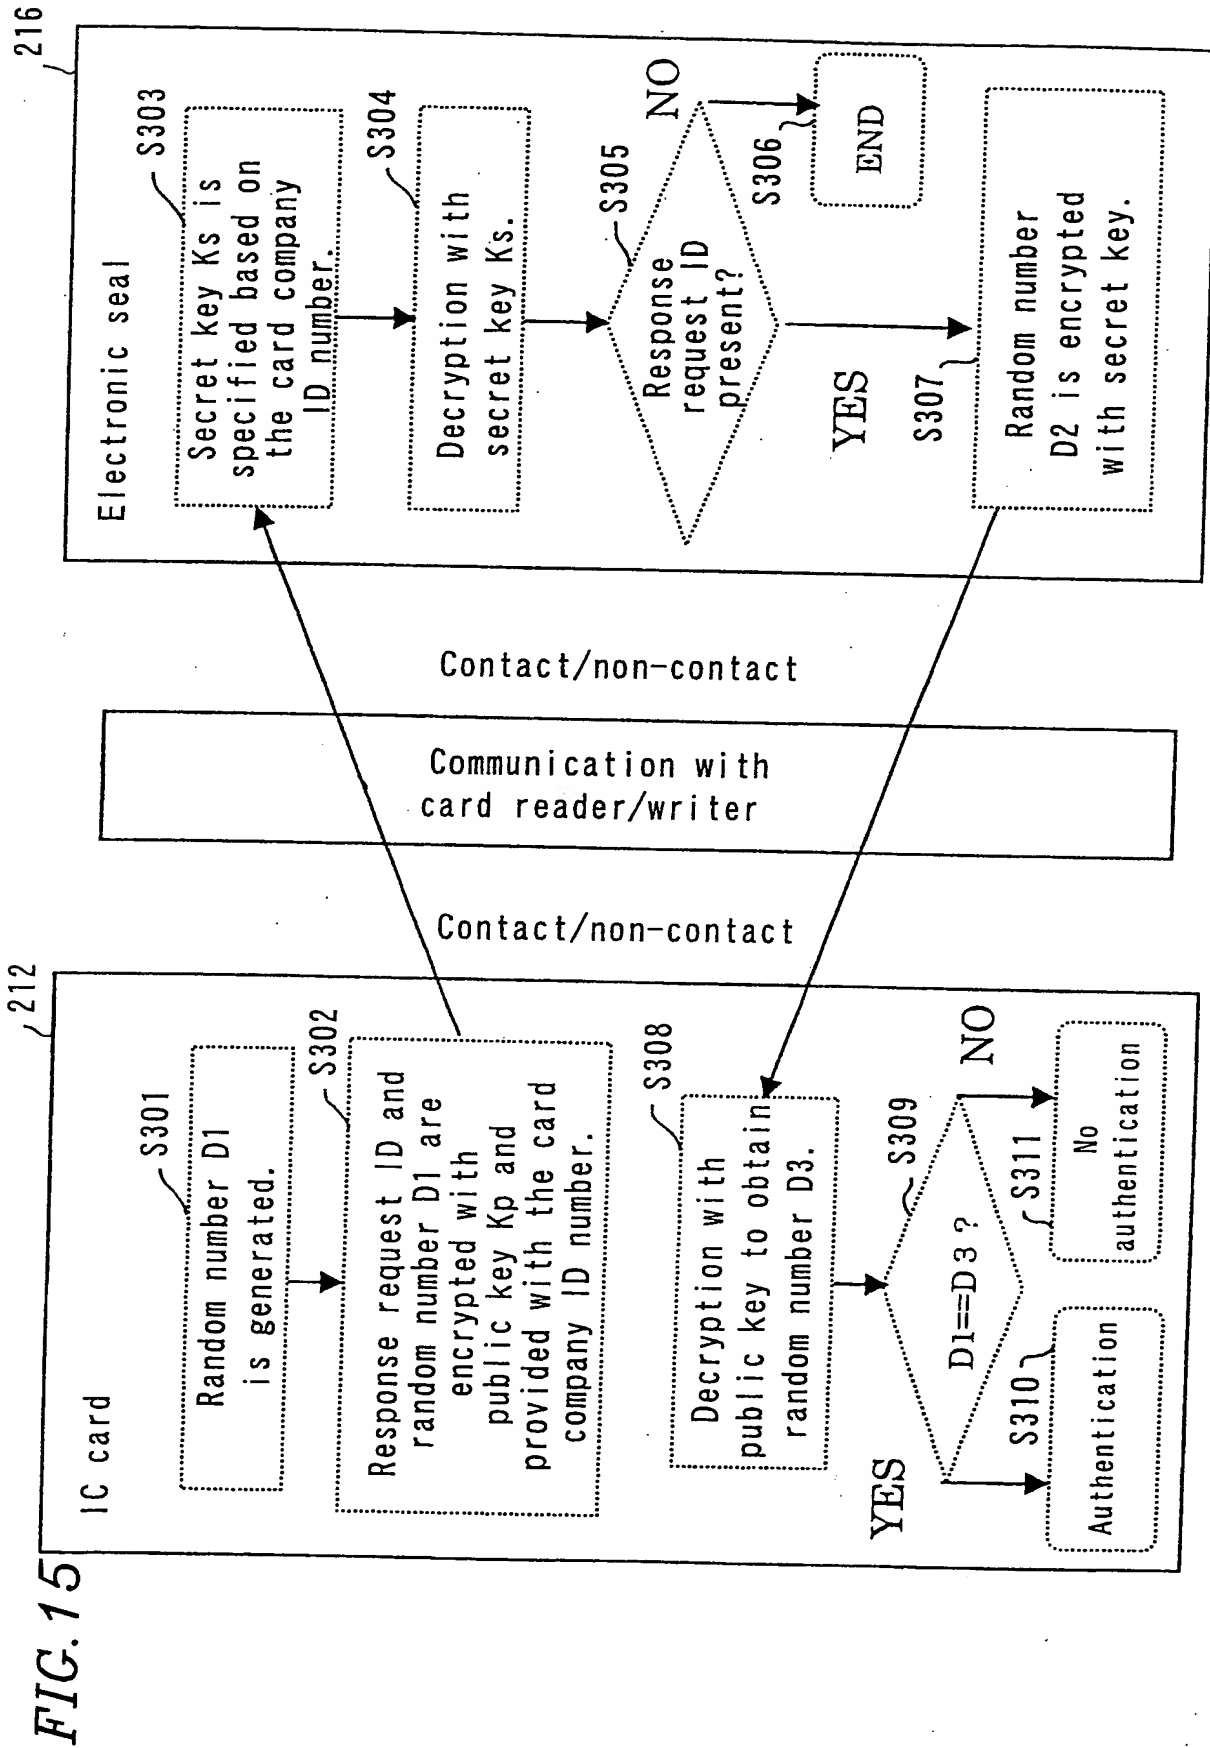 FIG. 15
212
IC card
S301
Random number D1
is generated.
S302
Response request ID and
random number D1 are
encrypted with
public key Kp and
provided with the card
company ID number.
S308
Decryption with
public key to obtain
random number D3.
S309
D1==D3 ?
YES
NO
S310
Authentication
S311
No
authentication
Contact/non-contact
Communication with
card reader/writer
Contact/non-contact
216
Electronic seal
S303
Secret key Ks is
specified based on
the card company
ID number.
S304
Decryption with
secret key Ks.
S305
Response
request ID
present?
NO
S306
END
YES
S307
Random number
D2 is encrypted
with secret key.